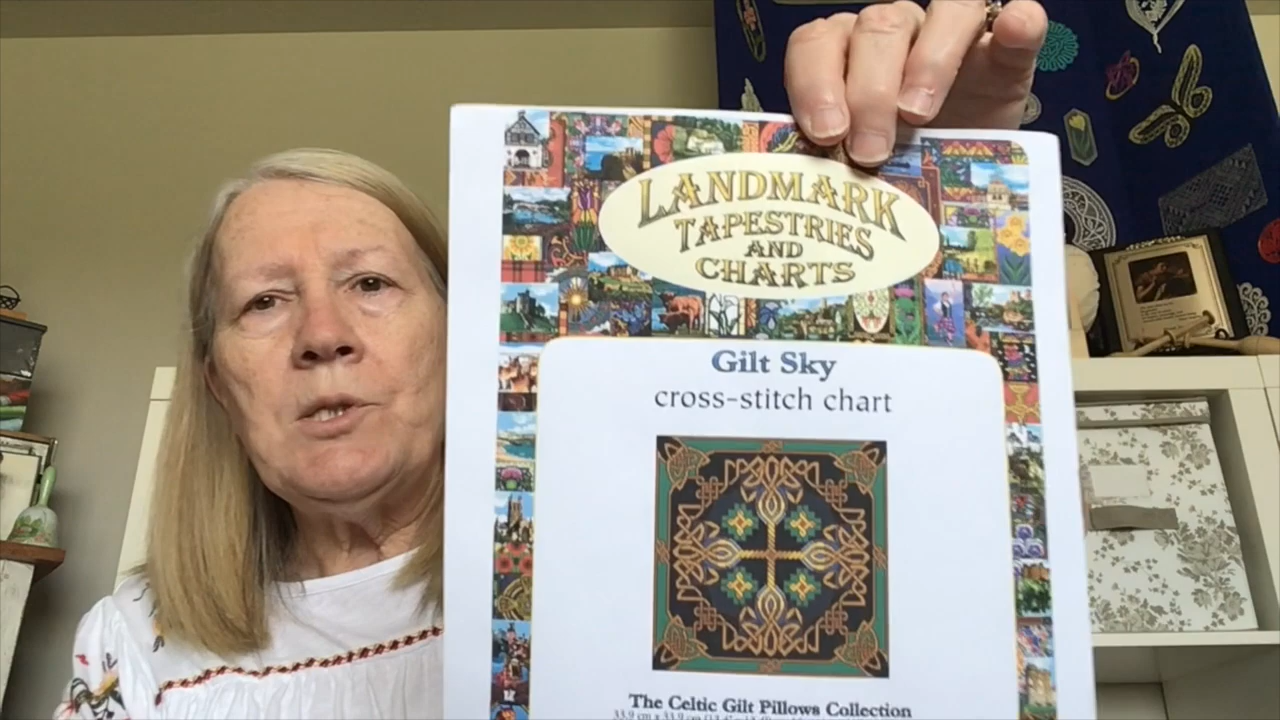 LANDMARK
TAPESTRIES
AND
CHARTS
Gilt Sky
cross-stitch chart
The Celtic Gilt Pillows Collection